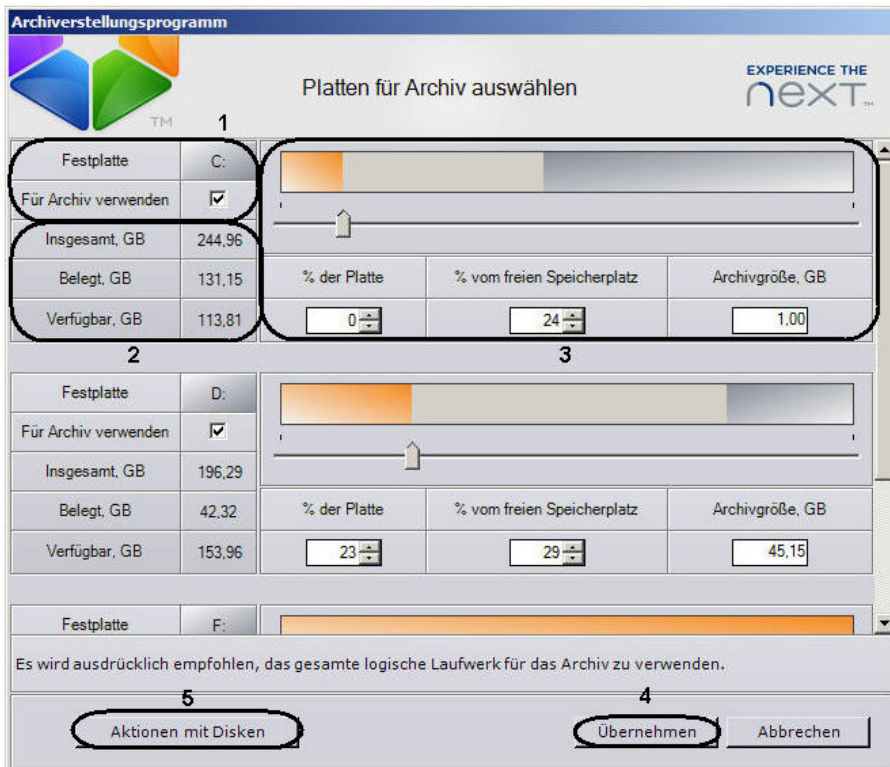 Archiverstellungsprogramm
Platten für Archiv auswählen
EXPERIENCE THE
next™
TM
1
Festplatte C:
Für Archiv verwenden
Insgesamt, GB 244,96
Belegt, GB 131,15
Verfügbar, GB 113,81
2
% der Platte % vom freien Speicherplatz Archivgröße, GB
0 24 1,00
3
Festplatte D:
Für Archiv verwenden
Insgesamt, GB 196,29
Belegt, GB 42,32
Verfügbar, GB 153,96
% der Platte % vom freien Speicherplatz Archivgröße, GB
23 29 45,15
Festplatte F:
Es wird ausdrücklich empfohlen, das gesamte logische Laufwerk für das Archiv zu verwenden.
5 4
Aktionen mit Disken Übernehmen Abbrechen